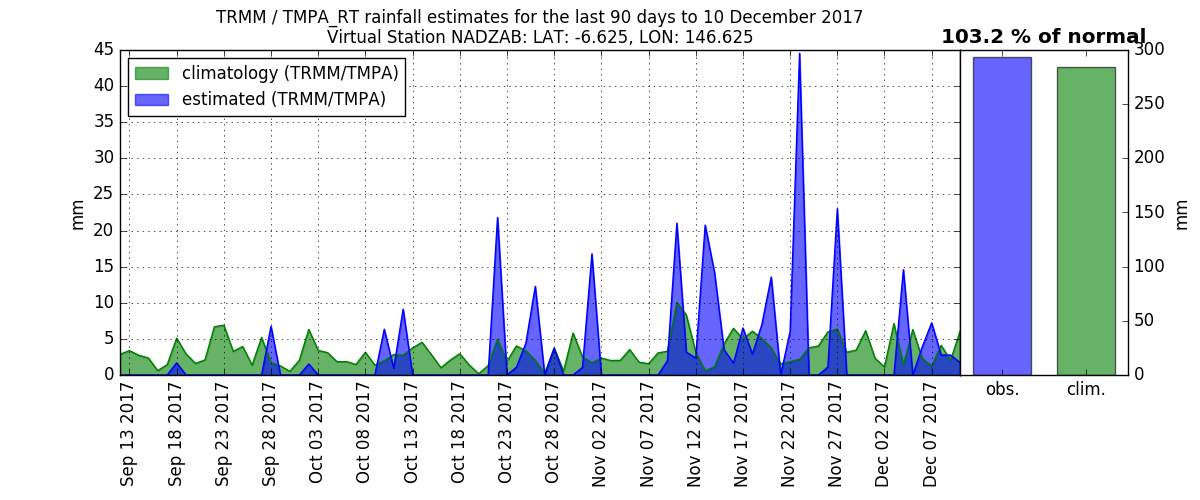 TRMM / TMPA_RT rainfall estimates for the last 90 days to 10 December 2017
Virtual Station NADZAB: LAT: -6.625, LON: 146.625
103.2 % of normal
climatology (TRMM/TMPA)
estimated (TRMM/TMPA)
mm
45
40
35
30
25
20
15
10
5
0
Sep 13 2017
Sep 18 2017
Sep 23 2017
Sep 28 2017
Oct 03 2017
Oct 08 2017
Oct 13 2017
Oct 18 2017
Oct 23 2017
Oct 28 2017
Nov 02 2017
Nov 07 2017
Nov 12 2017
Nov 17 2017
Nov 22 2017
Nov 27 2017
Dec 02 2017
Dec 07 2017
obs.
clim.
300
250
200
150
100
50
0
mm